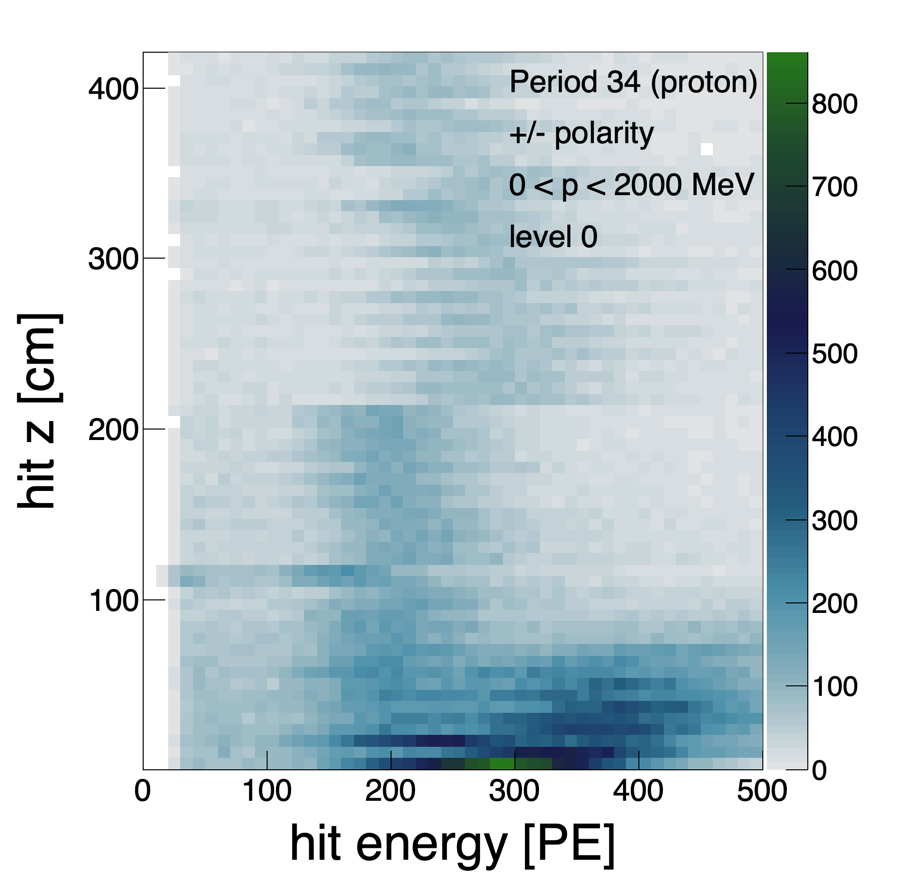 Period 34 (proton)
+/- polarity
0 < p < 2000 MeV
level 0
hit z [cm]
400
300
200
100
0 100 200 300 400 500
hit energy [PE]
800
700
600
500
400
300
200
100
0